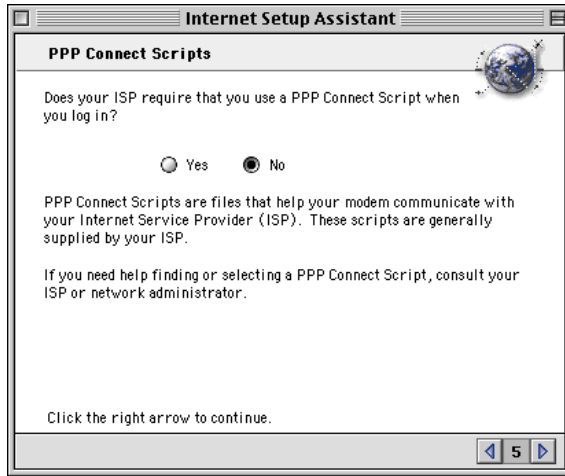 Internet Setup Assistant
PPP Connect Scripts
Does your ISP require that you use a PPP Connect Script when
you log in?
Yes No
PPP Connect Scripts are files that help your modem communicate with
your Internet Service Provider (ISP). These scripts are generally
supplied by your ISP.
If you need help finding or selecting a PPP Connect Script, consult your
ISP or network administrator.
Click the right arrow to continue.
5